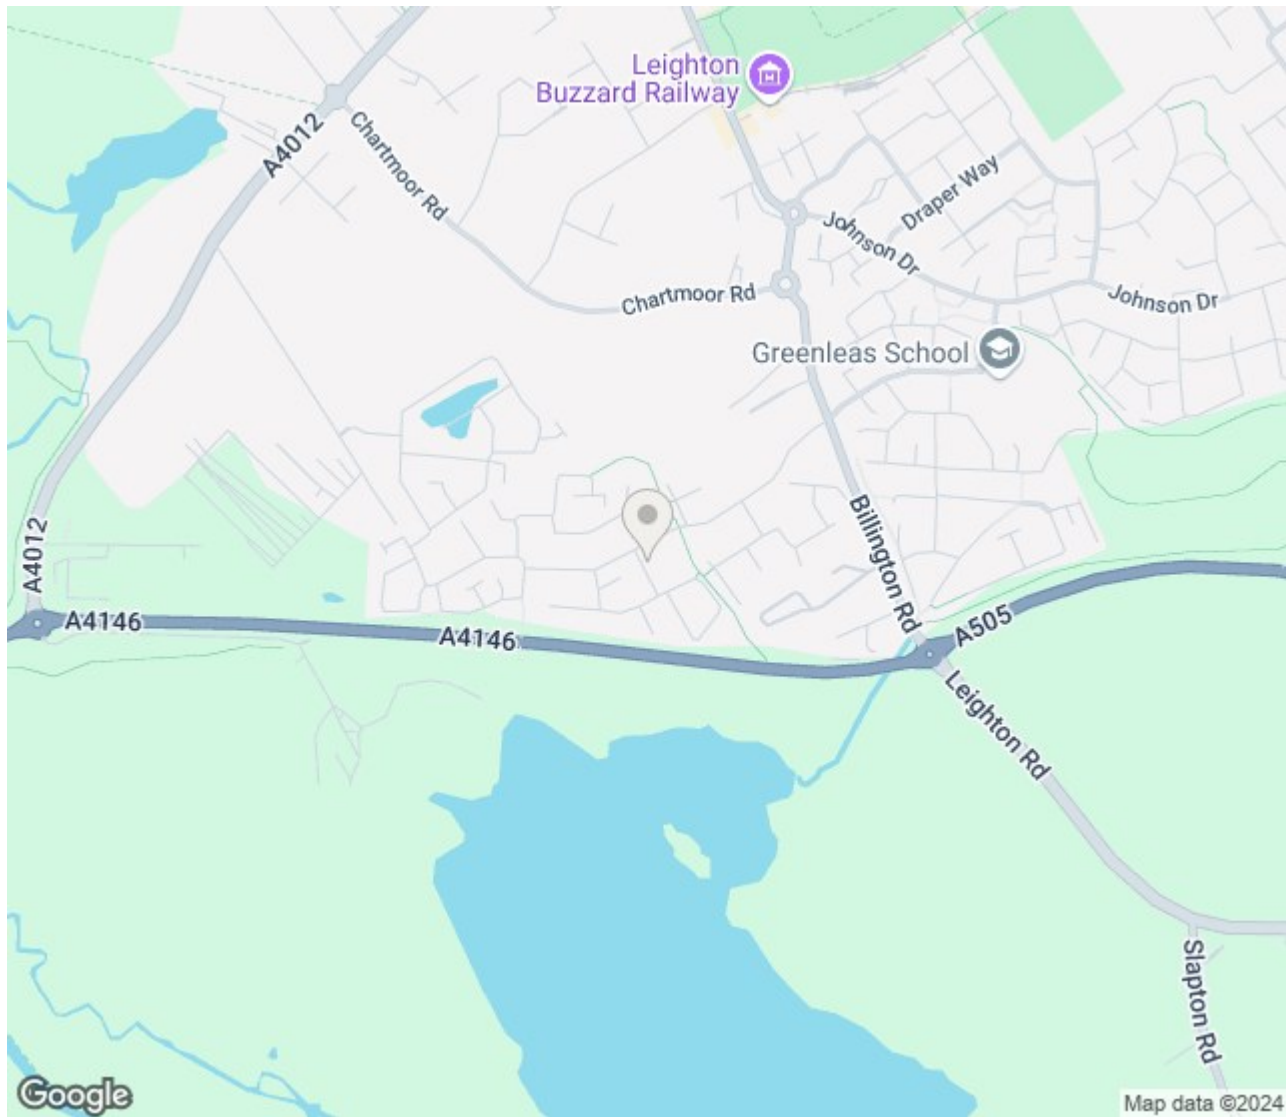 Leighton
Buzzard Railway
A4012
Chartmoor Rd
Draper Way
Johnson Dr
Chartmoor Rd
Johnson Dr
Greenleas School
A4012
Billington Rd
A4146
A4146
A505
Leighton Rd
Slapton Rd
Google
Map data ©2024